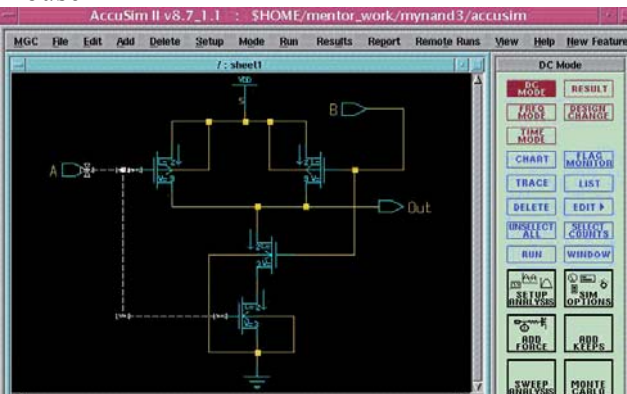 AccuSim II v8.7_1.1 : $HOME/mentor_work/mynand3/accusim
MGC File Edit Add Delete Setup Mode Run Results Report Remote Runs View Help New Feature
/ : sheet1
VDD
B
A
Out
DC Mode
DC MODE
RESULT
FREQ MODE
DESIGN CHANGE
TIME MODE
CHART
FLAG MONITOR
TRACE
LIST
DELETE
EDIT
UNSELECT ALL
SELECT COUNTS
RUN
WINDOW
SETUP ANALYSIS
SIM OPTIONS
ADD FORCE
ADD KEEPS
SWEEP ANALYSIS
MONTE CARLO